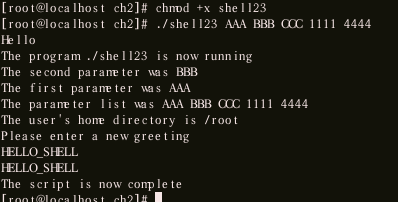 [root@localhost ch2]# chmod +x shell23
[root@localhost ch2]# ./shell23 AAA BBB CCC 1111 4444
Hello
The program ./shell23 is now running
The second parameter was BBB
The first parameter was AAA
The parameter list was AAA BBB CCC 1111 4444
The user's home directory is /root
Please enter a new greeting
HELLO_SHELL
HELLO_SHELL
The script is now complete
[root@localhost ch2]#